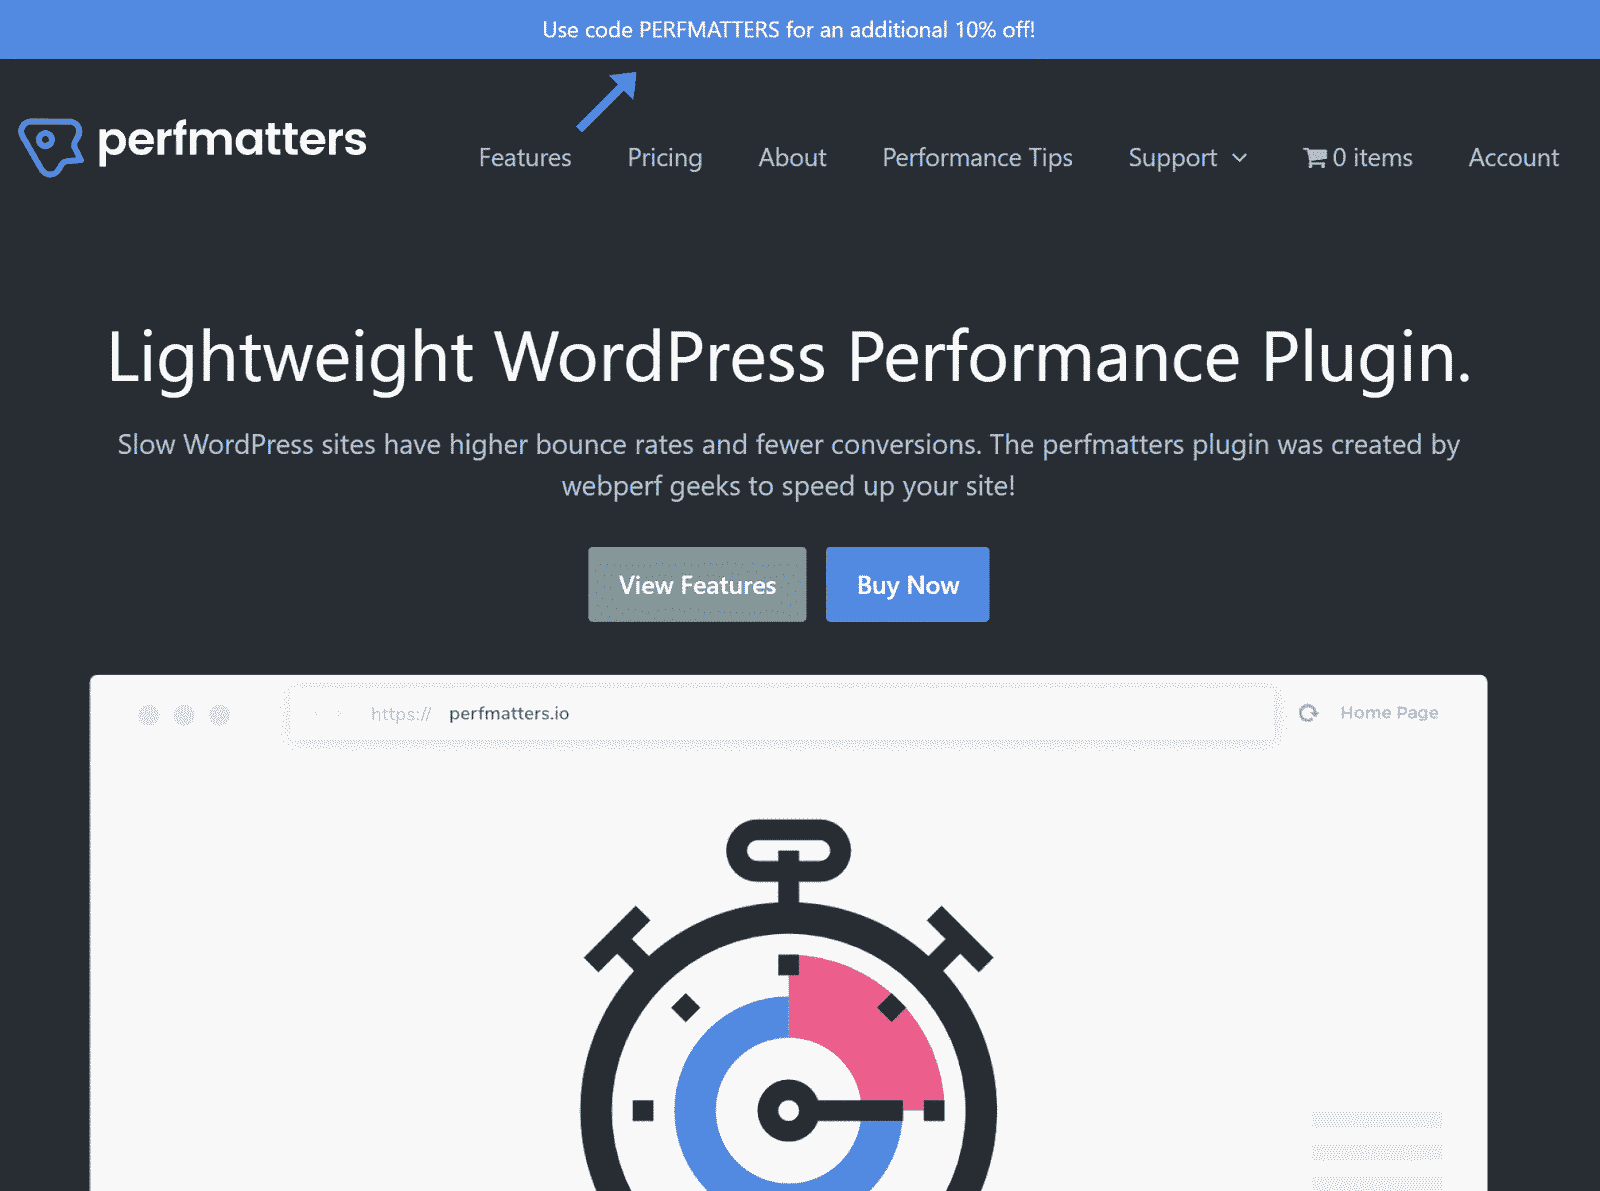 Use code PERFMATTERS for an additional 10% off!
perfmatters
Features Pricing About Performance Tips Support 0 items Account
Lightweight WordPress Performance Plugin.
Slow WordPress sites have higher bounce rates and fewer conversions. The perfmatters plugin was created by
webperf geeks to speed up your site!
View Features Buy Now
https:// perfmatters.io Home Page